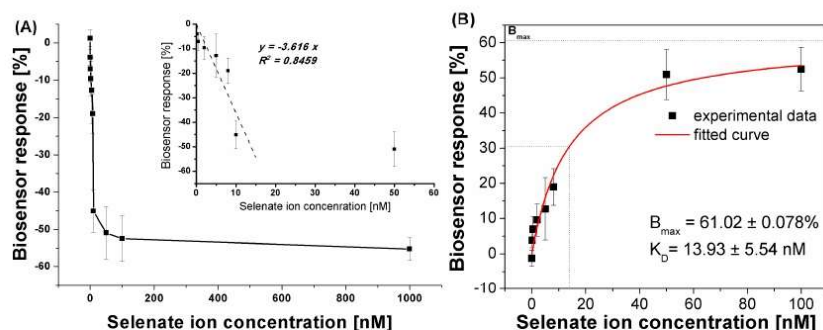 (A)
Biosensor response [%]
0
-10
-20
-30
-40
-50
-60
0 200 400 600 800 1000
Selenate ion concentration [nM]
Biosensor response [%]
0
-10
-20
-30
-40
-50
-60
y = -3.616 x
R² = 0.8459
0 10 20 30 40 50 60
Selenate ion concenration [nM]
(B)
Biosensor response [%]
Bmax
60
50
40
30
20
10
0
-10
experimental data
fitted curve
Bmax = 61.02 ± 0.078%
KD = 13.93 ± 5.54 nM
0 20 40 60 80 100
Selenate ion concentration [nM]